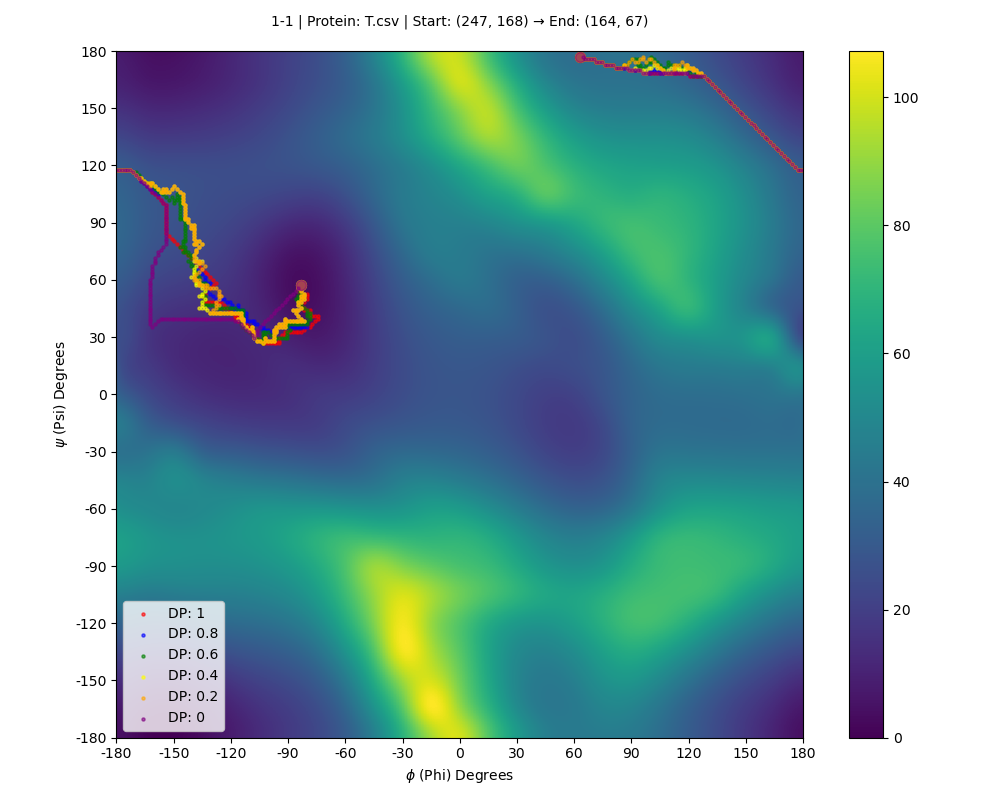 1-1 | Protein: T.csv | Start: (247, 168) → End: (164, 67)
180
150
120
90
60
30
0
-30
-60
-90
-120
-150
-180
ψ (Psi) Degrees
DP: 1
DP: 0.8
DP: 0.6
DP: 0.4
DP: 0.2
DP: 0
-180 -150 -120 -90 -60 -30 0 30 60 90 120 150 180
ϕ (Phi) Degrees
100
80
60
40
20
0